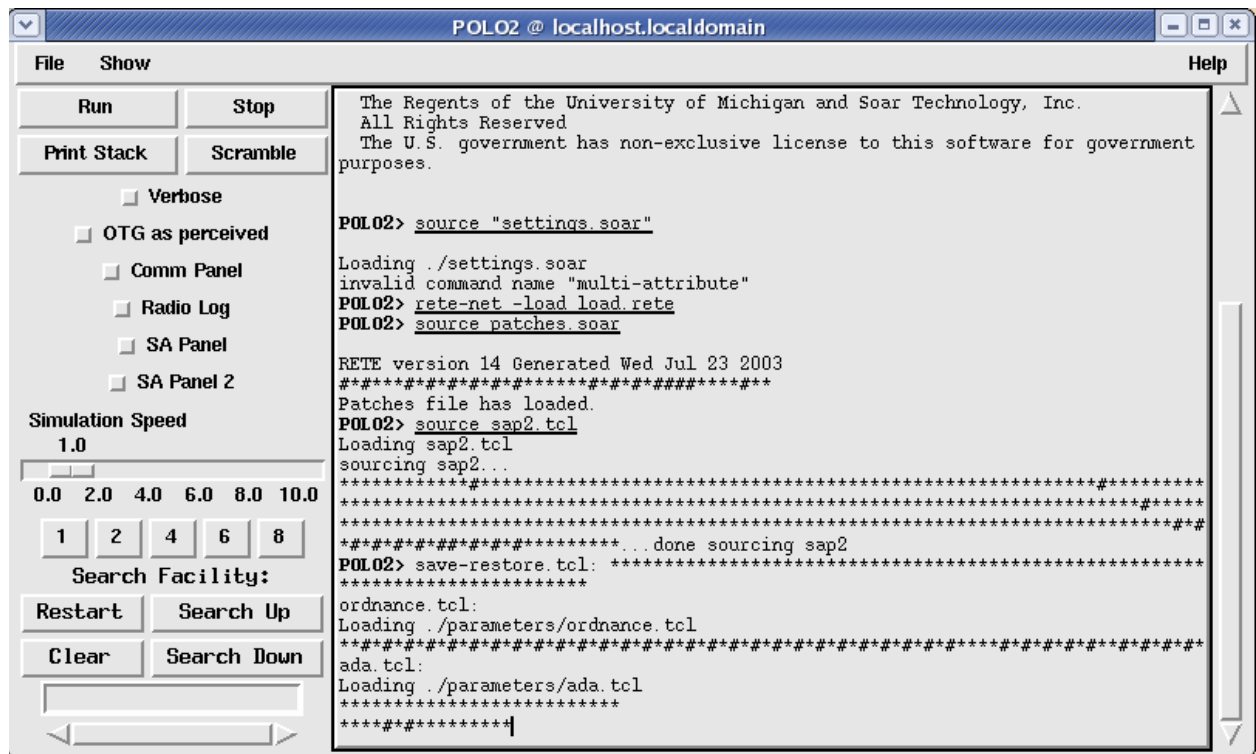 POLO2 @ localhost.localdomain
File Show Help
Run Stop
Print Stack Scramble
Verbose
OTG as perceived
Comm Panel
Radio Log
SA Panel
SA Panel 2
Simulation Speed
1.0
0.0 2.0 4.0 6.0 8.0 10.0
1 2 4 6 8
Search Facility:
Restart Search Up
Clear Search Down
The Regents of the University of Michigan and Soar Technology, Inc.
All Rights Reserved
The U.S. government has non-exclusive license to this software for government
purposes.
POLO2> source "settings.soar"
Loading ./settings.soar
invalid command name "multi-attribute"
POLO2> rete-net -load load.rete
POLO2> source patches.soar
RETE version 14 Generated Wed Jul 23 2003
#*#***#*#*#*#*#*#******#*#*#*####****#**
Patches file has loaded.
POLO2> source sap2.tcl
Loading sap2.tcl
sourcing sap2...
************#*********************************************************#*********
**************************************************************************#*****
*****************************************************************************#*#
*#*#*#*#*##*#*#*#*********...done sourcing sap2
POLO2> save-restore.tcl: *******************************************************
***********************
ordnance.tcl:
Loading ./parameters/ordnance.tcl
**#*#*#*#*#*#*#*#*#*#*#*#*#*#*#*#*#*#*#*#*#*#*#*#*#*#*#*#*#****#*#*#*#*#*#*#*#**
ada.tcl:
Loading ./parameters/ada.tcl
**************************
****#*#*********